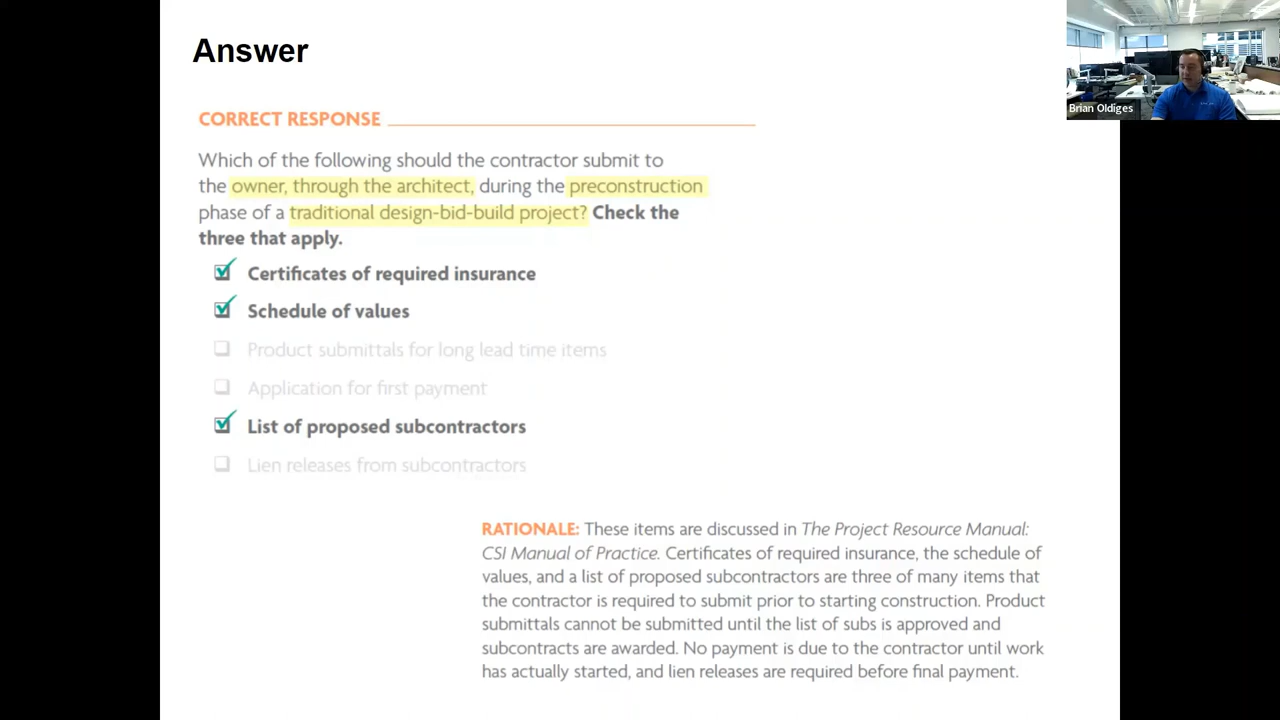 Answer
Brian Oldiges
CORRECT RESPONSE
Which of the following should the contractor submit to
the owner, through the architect, during the preconstruction
phase of a traditional design-bid-build project? Check the
three that apply.
Certificates of required insurance
Schedule of values
Product submittals for long lead time items
Application for first payment
List of proposed subcontractors
Lien releases from subcontractors
RATIONALE: These items are discussed in The Project Resource Manual:
CSI Manual of Practice. Certificates of required insurance, the schedule of
values, and a list of proposed subcontractors are three of many items that
the contractor is required to submit prior to starting construction. Product
submittals cannot be submitted until the list of subs is approved and
subcontracts are awarded. No payment is due to the contractor until work
has actually started, and lien releases are required before final payment.